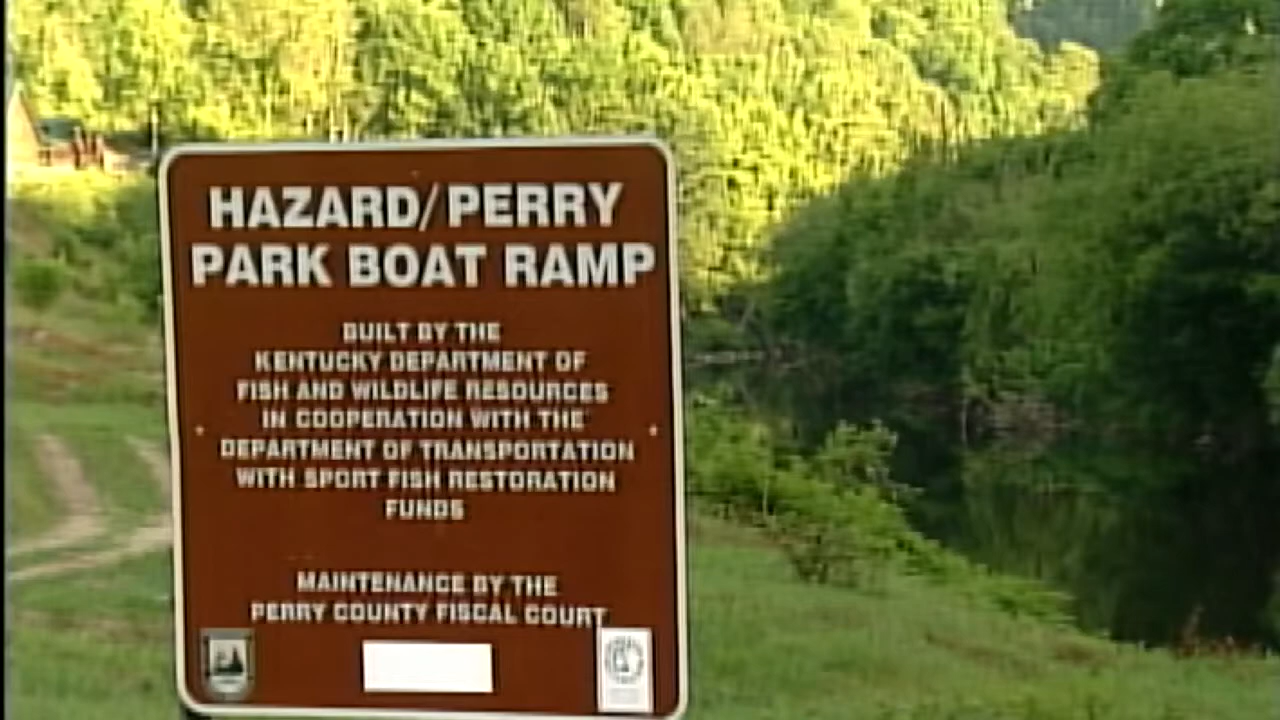 HAZARD/PERRY
PARK BOAT RAMP
BUILT BY THE
KENTUCKY DEPARTMENT OF
FISH AND WILDLIFE RESOURCES
IN COOPERATION WITH THE
DEPARTMENT OF TRANSPORTATION
WITH SPORT FISH RESTORATION
FUNDS
MAINTENANCE BY THE
PERRY COUNTY FISCAL COURT